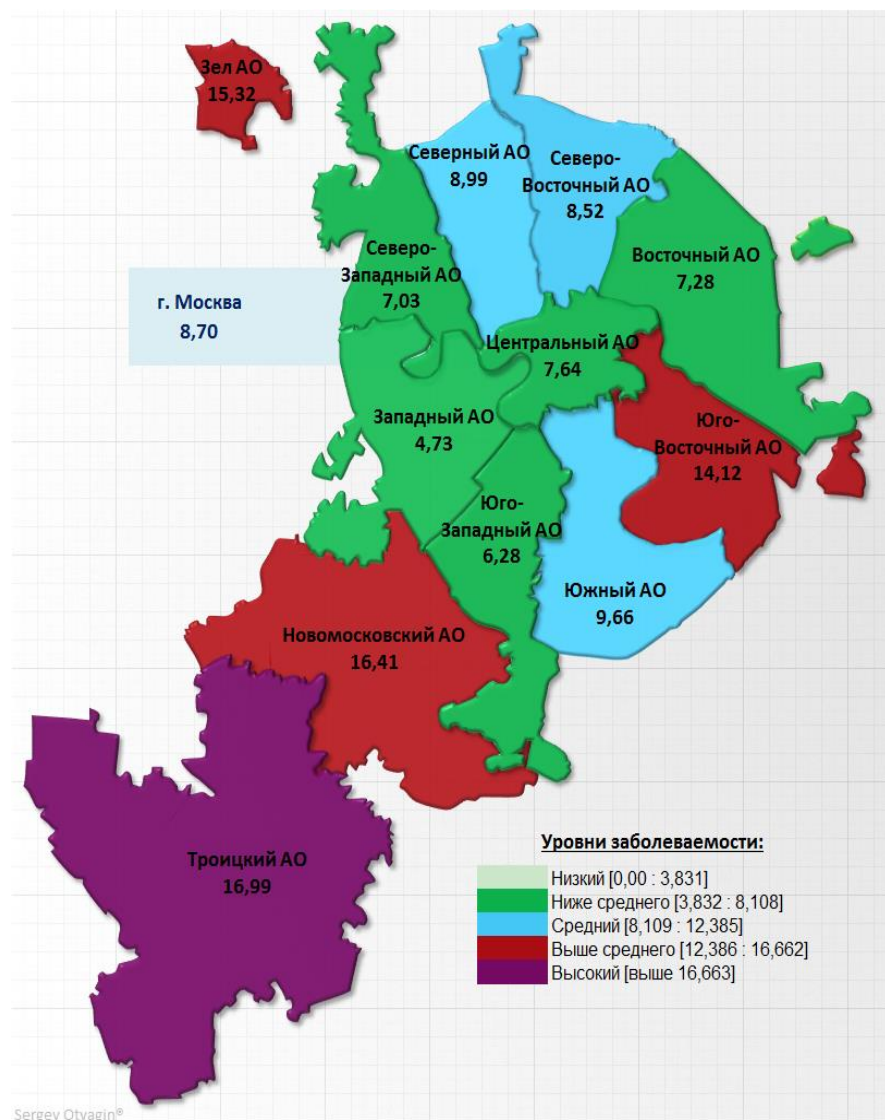 Зел АО
15,32
Северный АО
8,99
Северо-
Восточный АО
8,52
Северо-
Западный АО
7,03
Восточный АО
7,28
г. Москва
8,70
Центральный АО
7,64
Западный АО
4,73
Юго-
Восточный АО
14,12
Юго-
Западный АО
6,28
Южный АО
9,66
Новомосковский АО
16,41
Троицкий АО
16,99
Уровни заболеваемости:
Низкий [0,00 : 3,831]
Ниже среднего [3,832 : 8,108]
Средний [8,109 : 12,385]
Выше среднего [12,386 : 16,662]
Высокий [выше 16,663]
Sergey Otvagin®